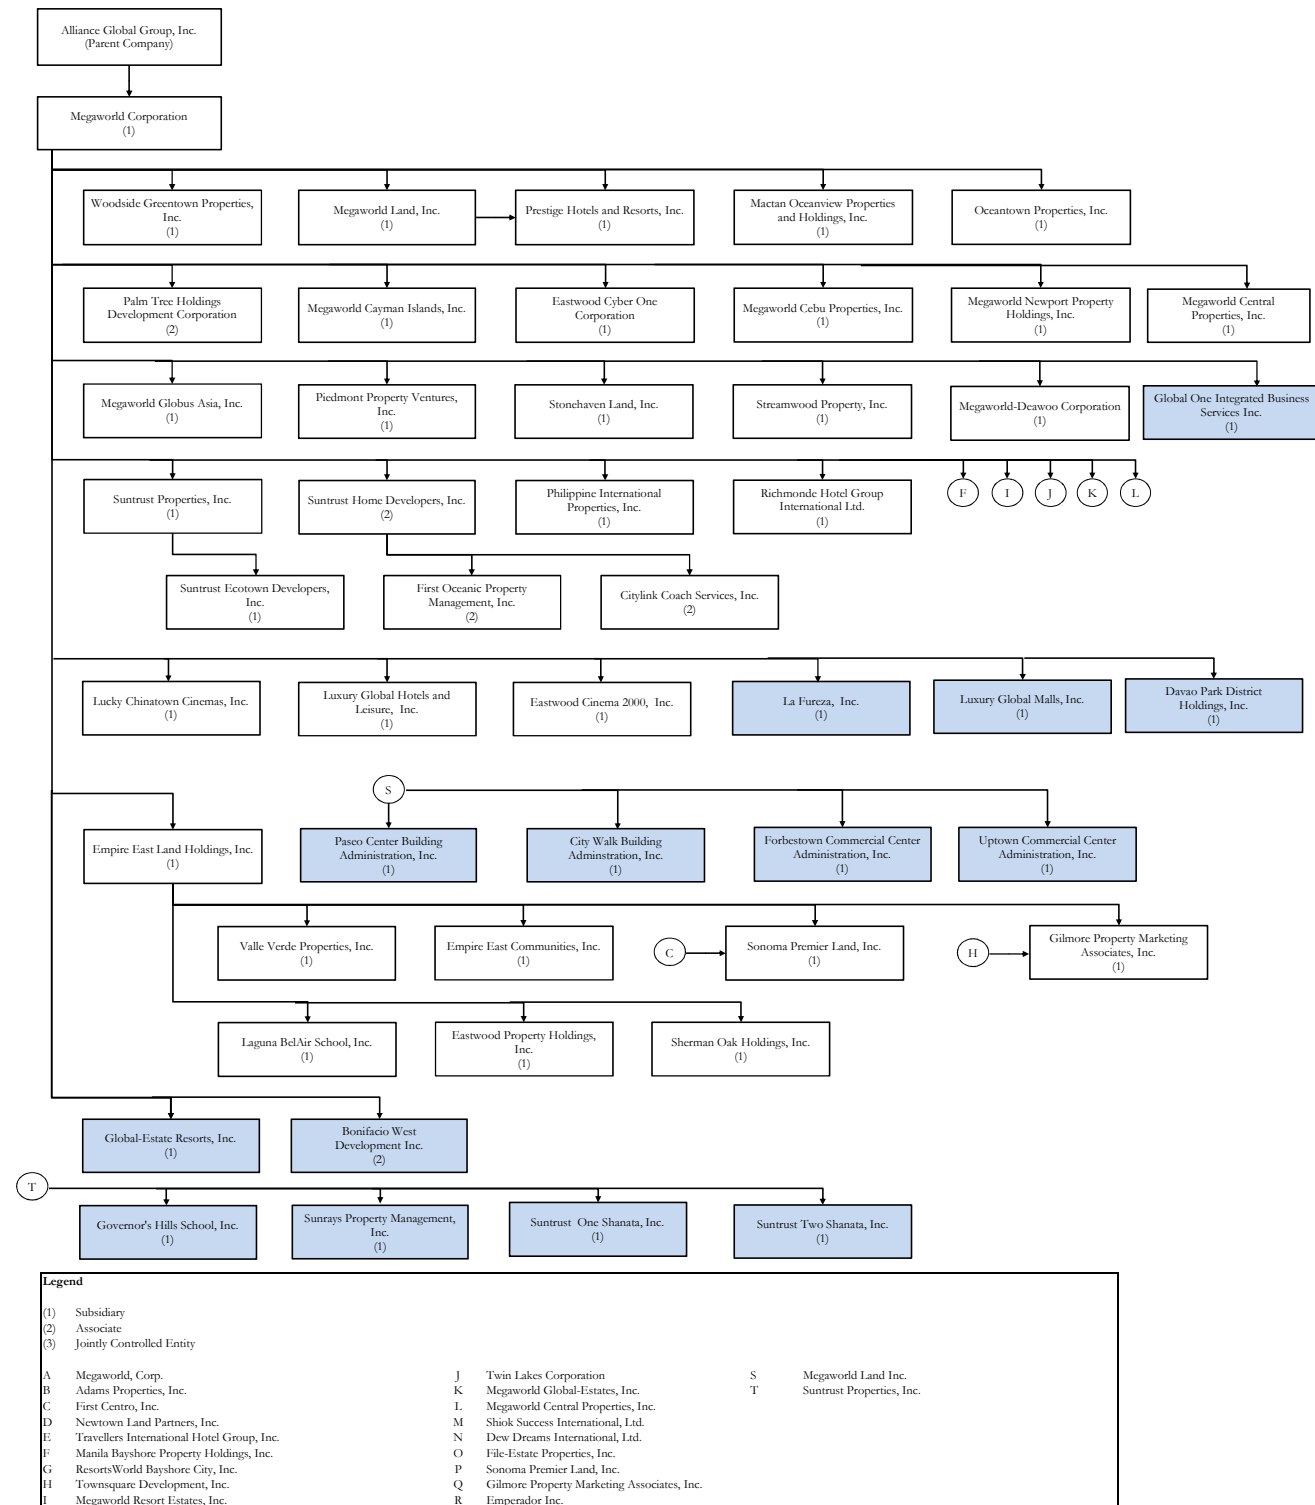 Alliance Global Group, Inc.
(Parent Company)
Megaworld Corporation
(1)
Woodside Greentown Properties,
Inc.
(1)
Megaworld Land, Inc.
(1)
Prestige Hotels and Resorts, Inc.
(1)
Mactan Oceanview Properties
and Holdings, Inc.
(1)
Oceantown Properties, Inc.
(1)
Palm Tree Holdings
Development Corporation
(2)
Megaworld Cayman Islands, Inc.
(1)
Eastwood Cyber One
Corporation
(1)
Megaworld Cebu Properties, Inc.
(1)
Megaworld Newport Property
Holdings, Inc.
(1)
Megaworld Central
Properties, Inc.
(1)
Megaworld Globus Asia, Inc.
(1)
Piedmont Property Ventures,
Inc.
(1)
Stonehaven Land, Inc.
(1)
Streamwood Property, Inc.
(1)
Megaworld-Deawoo Corporation
(1)
Global One Integrated Business
Services Inc.
(1)
Suntrust Properties, Inc.
(1)
Suntrust Home Developers, Inc.
(2)
Philippine International
Properties, Inc.
(1)
Richmonde Hotel Group
International Ltd.
(1)
F
I
J
K
L
Suntrust Ecotown Developers,
Inc.
(1)
First Oceanic Property
Management, Inc.
(2)
Citylink Coach Services, Inc.
(2)
Lucky Chinatown Cinemas, Inc.
(1)
Luxury Global Hotels and
Leisure, Inc.
(1)
Eastwood Cinema 2000, Inc.
(1)
La Fureza, Inc.
(1)
Luxury Global Malls, Inc.
(1)
Davao Park District
Holdings, Inc.
(1)
S
Empire East Land Holdings, Inc.
(1)
Paseo Center Building
Administration, Inc.
(1)
City Walk Building
Adminstration, Inc.
(1)
Forbestown Commercial Center
Administration, Inc.
(1)
Uptown Commercial Center
Administration, Inc.
(1)
Valle Verde Properties, Inc.
(1)
Empire East Communities, Inc.
(1)
C
Sonoma Premier Land, Inc.
(1)
H
Gilmore Property Marketing
Associates, Inc.
(1)
Laguna BelAir School, Inc.
(1)
Eastwood Property Holdings,
Inc.
(1)
Sherman Oak Holdings, Inc.
(1)
Global-Estate Resorts, Inc.
(1)
Bonifacio West
Development Inc.
(2)
T
Governor's Hills School, Inc.
(1)
Sunrays Property Management,
Inc.
(1)
Suntrust One Shanata, Inc.
(1)
Suntrust Two Shanata, Inc.
(1)
Legend
(1) Subsidiary
(2) Associate
(3) Jointly Controlled Entity
A Megaworld, Corp.
B Adams Properties, Inc.
C First Centro, Inc.
D Newtown Land Partners, Inc.
E Travellers International Hotel Group, Inc.
F Manila Bayshore Property Holdings, Inc.
G ResortsWorld Bayshore City, Inc.
H Townsquare Development, Inc.
I Megaworld Resort Estates, Inc.
J Twin Lakes Corporation
K Megaworld Global-Estates, Inc.
L Megaworld Central Properties, Inc.
M Shiok Success International, Ltd.
N Dew Dreams International, Ltd.
O File-Estate Properties, Inc.
P Sonoma Premier Land, Inc.
Q Gilmore Property Marketing Associates, Inc.
R Emperador Inc.
S Megaworld Land Inc.
T Suntrust Properties, Inc.